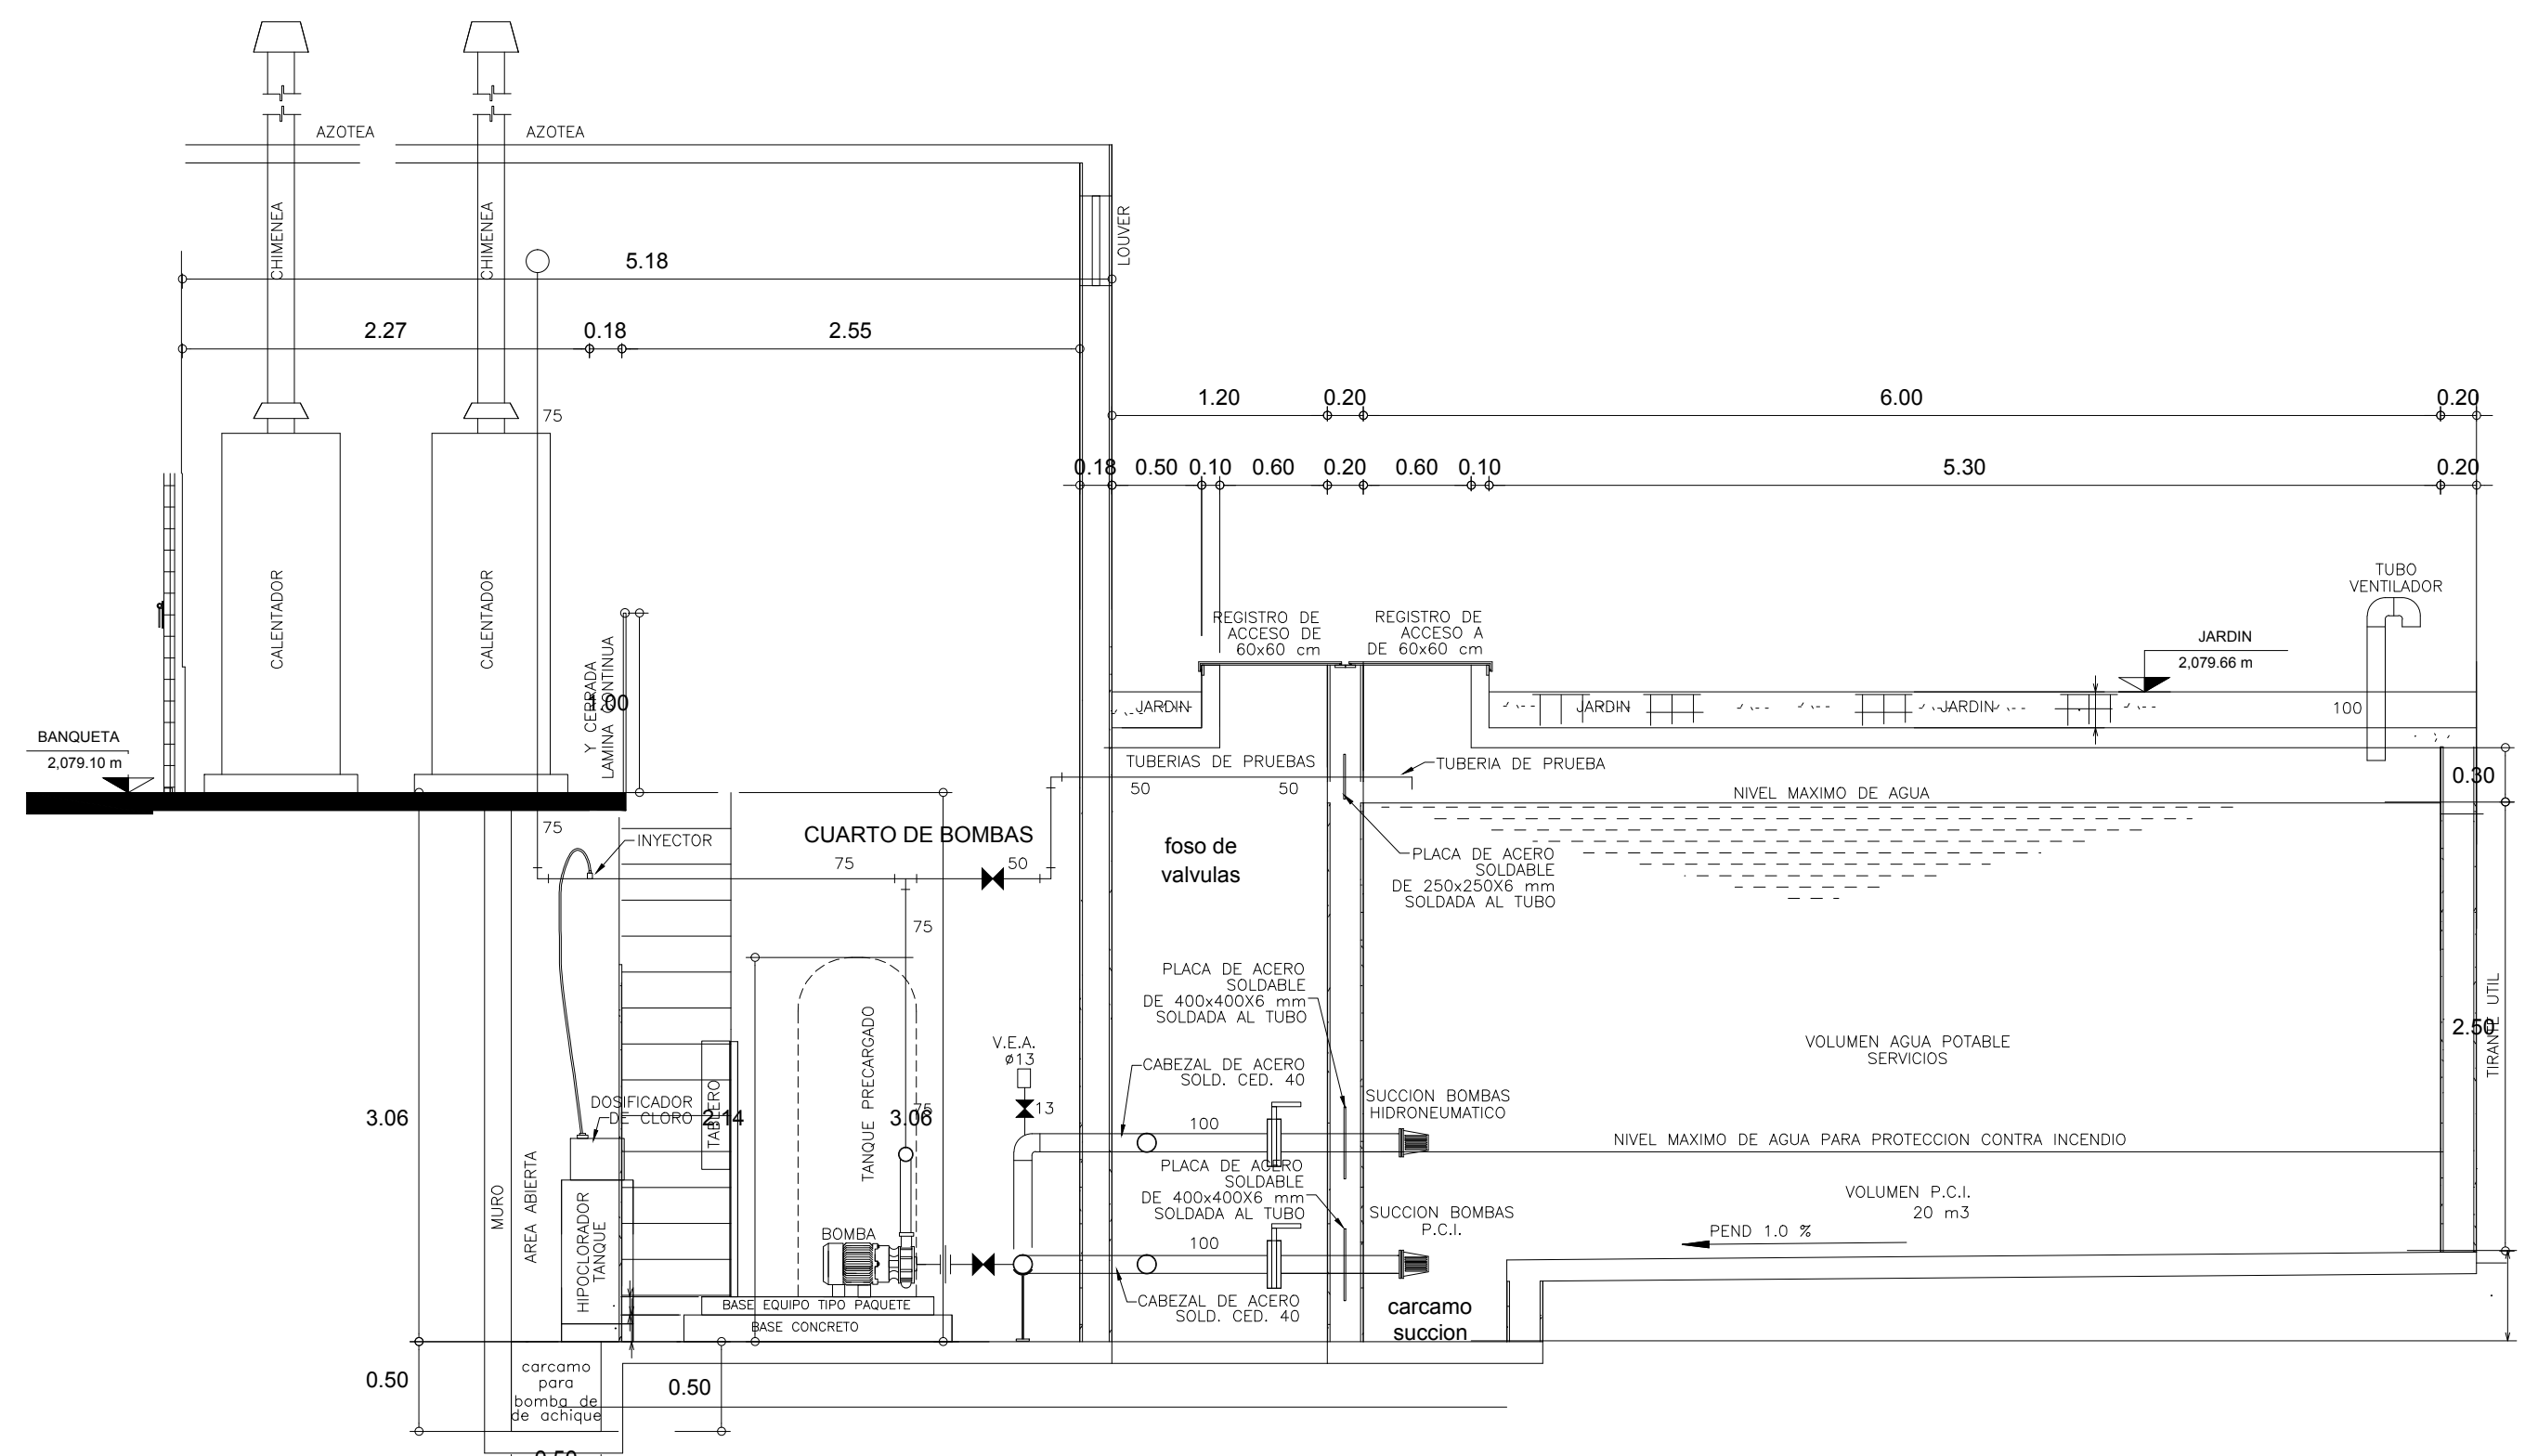 AZOTEA
AZOTEA
CHIMENEA
CHIMENEA
LOUVER
5.18
2.27
0.18
2.55
75
1.20
0.20
6.00
0.20
0.18
0.50
0.10
0.60
0.20
0.60
0.10
5.30
0.20
CALENTADOR
CALENTADOR
Y CERRADA
LAMINA CONTINUA
1.00
BANQUETA
2,079.10 m
REGISTRO DE
ACCESO DE
60x60 cm
REGISTRO DE
ACCESO A
DE 60x60 cm
TUBO
VENTILADOR
JARDIN
2,079.66 m
JARDIN
JARDIN
JARDIN
100
TUBERIAS DE PRUEBAS
50
50
TUBERIA DE PRUEBA
0.30
NIVEL MAXIMO DE AGUA
75
INYECTOR
CUARTO DE BOMBAS
75
50
foso de
valvulas
PLACA DE ACERO
SOLDABLE
DE 250x250X6 mm
SOLDADA AL TUBO
75
PLACA DE ACERO
SOLDABLE
DE 400x400X6 mm
SOLDADA AL TUBO
TIRANTE UTIL
2.50
VOLUMEN AGUA POTABLE
SERVICIOS
V.E.A.
ø13
13
CABEZAL DE ACERO
SOLD. CED. 40
TANQUE PRECARGADO
75
3.06
TABLERO
2.14
DOSIFICADOR
DE CLORO
3.06
100
SUCCION BOMBAS
HIDRONEUMATICO
NIVEL MAXIMO DE AGUA PARA PROTECCION CONTRA INCENDIO
PLACA DE ACERO
SOLDABLE
DE 400x400X6 mm
SOLDADA AL TUBO
MURO
AREA ABIERTA
HIPOCLORADOR
TANQUE
BOMBA
100
SUCCION BOMBAS
P.C.I.
VOLUMEN P.C.I.
20 m3
PEND 1.0 %
BASE EQUIPO TIPO PAQUETE
BASE CONCRETO
CABEZAL DE ACERO
SOLD. CED. 40
carcamo
succion
0.50
carcamo
para
bomba de
de achique
0.50
0.50